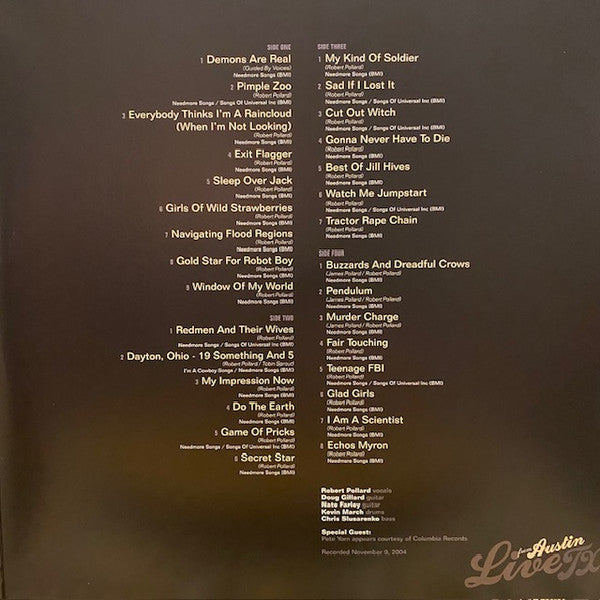 SIDE ONE
1 Demons Are Real
(Guided By Voices)
Needmore Songs (BMI)
2 Pimple Zoo
(Robert Pollard)
Needmore Songs / Songs Of Universal Inc (BMI)
3 Everybody Thinks I'm A Raincloud
(When I'm Not Looking)
(Robert Pollard)
Needmore Songs (BMI)
4 Exit Flagger
(Robert Pollard)
Needmore Songs (BMI)
5 Sleep Over Jack
(Robert Pollard)
Needmore Songs (BMI)
6 Girls Of Wild Strawberries
(Robert Pollard)
Needmore Songs (BMI)
7 Navigating Flood Regions
(Robert Pollard)
Needmore Songs (BMI)
8 Gold Star For Robot Boy
(Robert Pollard)
Needmore Songs (BMI)
9 Window Of My World
(Robert Pollard)
Needmore Songs (BMI)
SIDE TWO
1 Redmen And Their Wives
(Robert Pollard)
Needmore Songs / Songs Of Universal Inc (BMI)
2 Dayton, Ohio - 19 Something And 5
(Robert Pollard / Tobin Sprout)
I'm A Cowboy Songs / Needmore Songs (BMI)
3 My Impression Now
(Robert Pollard)
Needmore Songs (BMI)
4 Do The Earth
(Robert Pollard)
Needmore Songs (BMI)
5 Game Of Pricks
(Robert Pollard)
Needmore Songs / Songs Of Universal Inc (BMI)
6 Secret Star
(Robert Pollard)
Needmore Songs (BMI)
SIDE THREE
1 My Kind Of Soldier
(Robert Pollard)
Needmore Songs (BMI)
2 Sad If I Lost It
(Robert Pollard)
Needmore Songs / Songs Of Universal Inc (BMI)
3 Cut Out Witch
(Robert Pollard)
Needmore Songs / Songs Of Universal Inc (BMI)
4 Gonna Never Have To Die
(Robert Pollard)
Needmore Songs (BMI)
5 Best Of Jill Hives
(Robert Pollard)
Needmore Songs (BMI)
6 Watch Me Jumpstart
(Robert Pollard)
Needmore Songs / Songs Of Universal Inc (BMI)
7 Tractor Rape Chain
(Robert Pollard)
Needmore Songs (BMI)
SIDE FOUR
1 Buzzards And Dreadful Crows
(James Pollard / Robert Pollard)
Needmore Songs (BMI)
2 Pendulum
(James Pollard / Robert Pollard)
Needmore Songs (BMI)
3 Murder Charge
(James Pollard / Robert Pollard)
Needmore Songs (BMI)
4 Fair Touching
(Robert Pollard)
Needmore Songs (BMI)
5 Teenage FBI
(Robert Pollard)
Needmore Songs / Songs Of Universal Inc (BMI)
6 Glad Girls
(Robert Pollard)
Needmore Songs (BMI)
7 I Am A Scientist
(Robert Pollard)
Needmore Songs (BMI)
8 Echos Myron
(Robert Pollard)
Needmore Songs (BMI)
Robert Pollard vocals
Doug Gillard guitar
Nate Farley guitar
Kevin March drums
Chris Slusarenko bass
Special Guest:
Pete Yorn appears courtesy of Columbia Records
Recorded November 9, 2004
Live from Austin TX